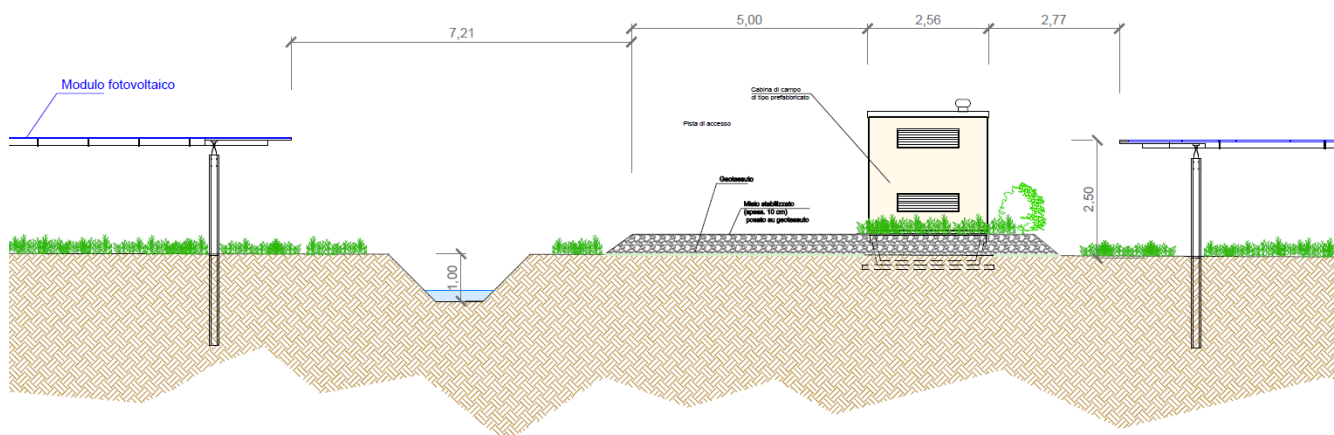 5,00
2,56
2,77
7,21
Modulo fotovoltaico
Cabina di campo
di tipo prefabbricato
Pista di accesso
Geotessuto
Misto stabilizzato
(spess. 10 cm)
posato su geotessuto
2,50
1,00